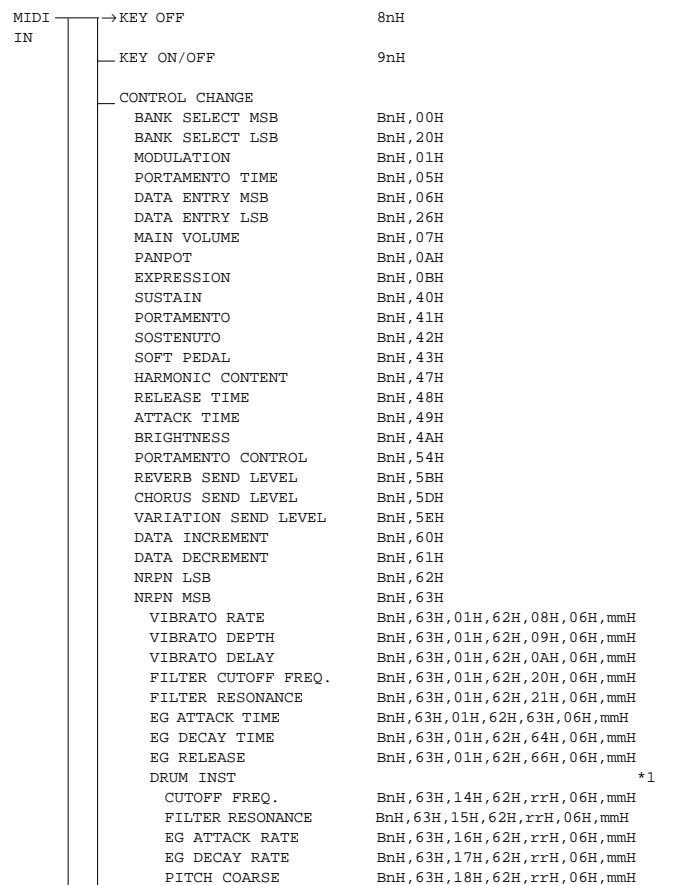 MIDI → KEY OFF 8nH
IN
KEY ON/OFF 9nH
CONTROL CHANGE
BANK SELECT MSB BnH,00H
BANK SELECT LSB BnH,20H
MODULATION BnH,01H
PORTAMENTO TIME BnH,05H
DATA ENTRY MSB BnH,06H
DATA ENTRY LSB BnH,26H
MAIN VOLUME BnH,07H
PANPOT BnH,0AH
EXPRESSION BnH,0BH
SUSTAIN BnH,40H
PORTAMENTO BnH,41H
SOSTENUTO BnH,42H
SOFT PEDAL BnH,43H
HARMONIC CONTENT BnH,47H
RELEASE TIME BnH,48H
ATTACK TIME BnH,49H
BRIGHTNESS BnH,4AH
PORTAMENTO CONTROL BnH,54H
REVERB SEND LEVEL BnH,5BH
CHORUS SEND LEVEL BnH,5DH
VARIATION SEND LEVEL BnH,5EH
DATA INCREMENT BnH,60H
DATA DECREMENT BnH,61H
NRPN LSB BnH,62H
NRPN MSB BnH,63H
VIBRATO RATE BnH,63H,01H,62H,08H,06H,mmH
VIBRATO DEPTH BnH,63H,01H,62H,09H,06H,mmH
VIBRATO DELAY BnH,63H,01H,62H,0AH,06H,mmH
FILTER CUTOFF FREQ. BnH,63H,01H,62H,20H,06H,mmH
FILTER RESONANCE BnH,63H,01H,62H,21H,06H,mmH
EG ATTACK TIME BnH,63H,01H,62H,63H,06H,mmH
EG DECAY TIME BnH,63H,01H,62H,64H,06H,mmH
EG RELEASE BnH,63H,01H,62H,66H,06H,mmH
DRUM INST *1
CUTOFF FREQ. BnH,63H,14H,62H,rrH,06H,mmH
FILTER RESONANCE BnH,63H,15H,62H,rrH,06H,mmH
EG ATTACK RATE BnH,63H,16H,62H,rrH,06H,mmH
EG DECAY RATE BnH,63H,17H,62H,rrH,06H,mmH
PITCH COARSE BnH,63H,18H,62H,rrH,06H,mmH